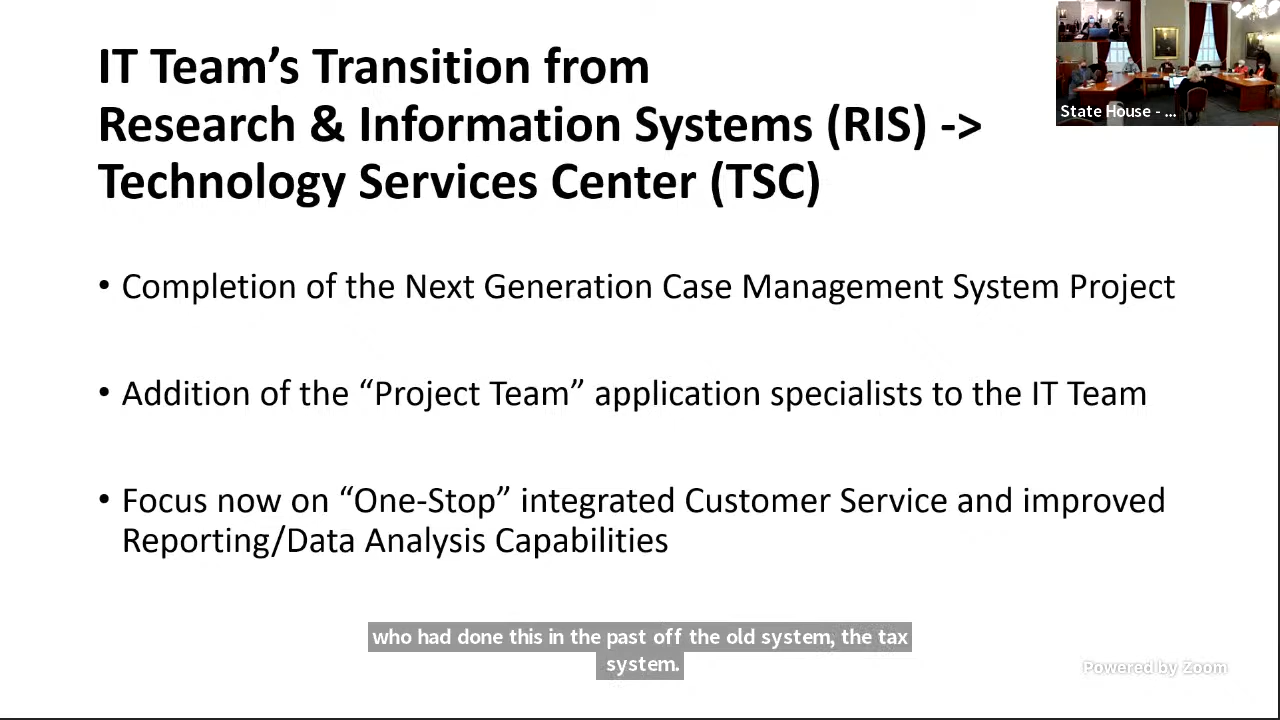 IT Team’s Transition from
Research & Information Systems (RIS) ->
Technology Services Center (TSC)
State House - ...
• Completion of the Next Generation Case Management System Project
• Addition of the “Project Team” application specialists to the IT Team
• Focus now on “One-Stop” integrated Customer Service and improved
Reporting/Data Analysis Capabilities
who had done this in the past off the old system, the tax
system.
Powered by Zoom